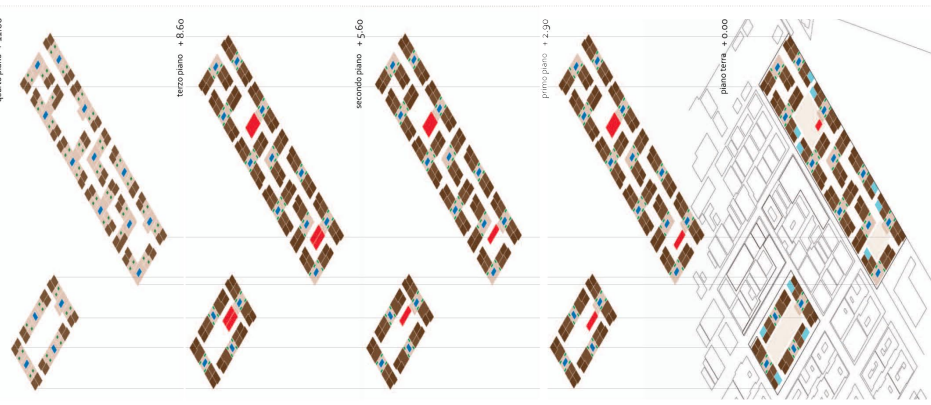 terzo piano + 8.60
secondo piano + 5.60
primo piano + 2.90
piano terra + 0.00